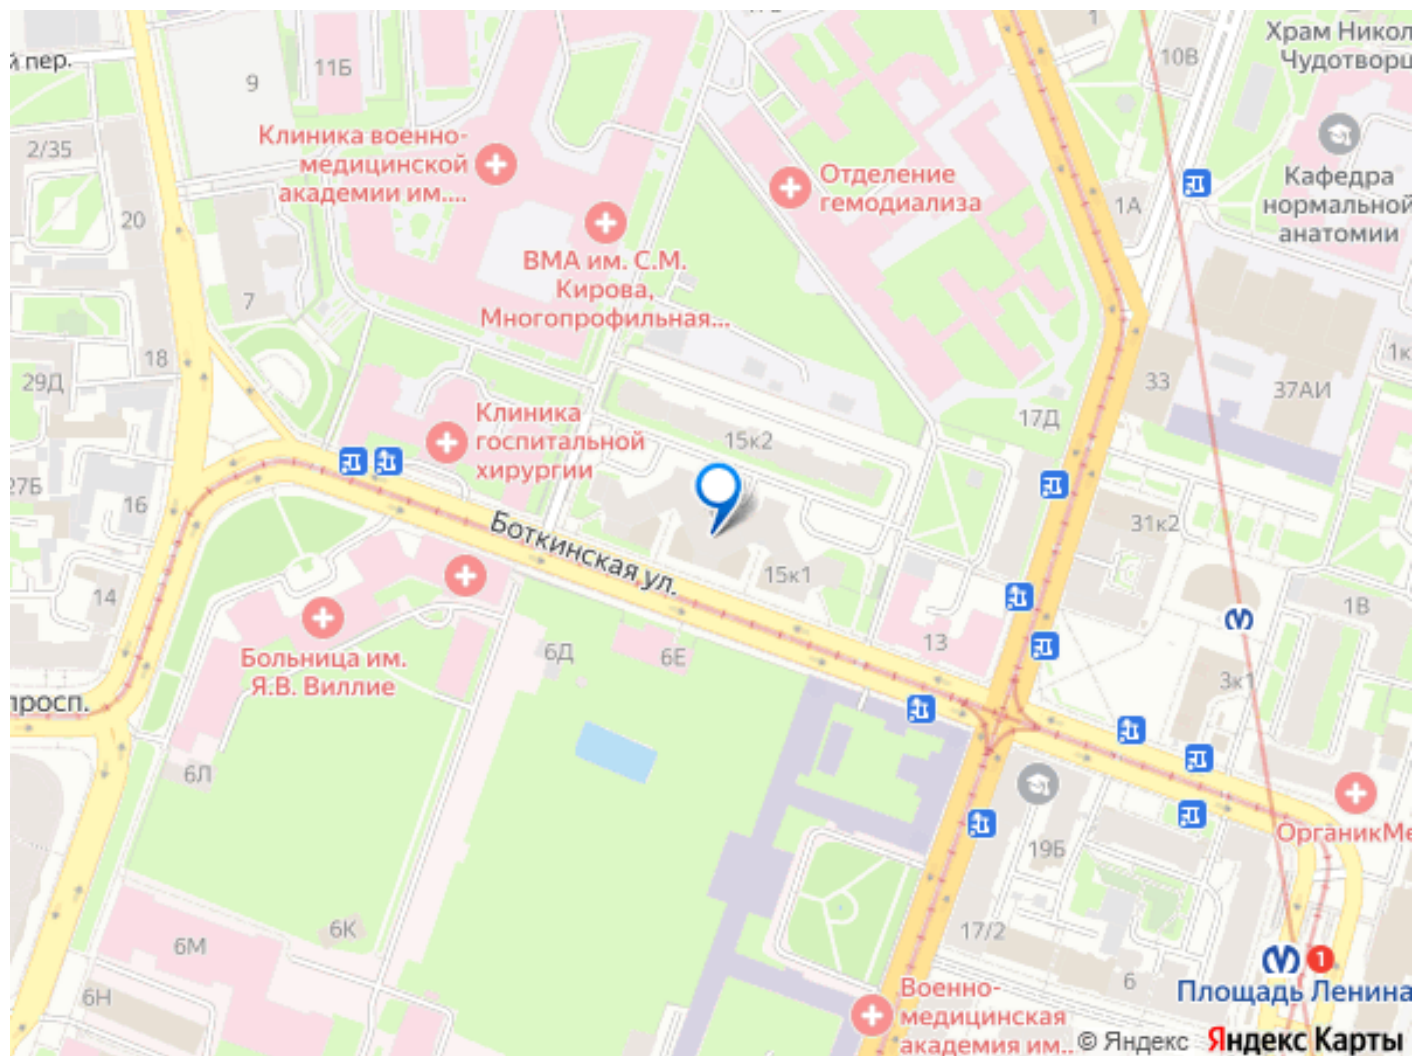 й пер.
9
11Б
1
10В
Храм Никол
Чудотворц
2/35
Клиника военно-
медицинской
академии им....
Отделение
гемодиализа
Кафедра
нормальной
анатомии
20
1А
ВМА им. С.М.
Кирова,
Многопрофильная...
7
18
29Д
33
1к
37АИ
Клиника
госпитальной
хирургии
15к2
17Д
27Б
16
Боткинская ул.
31к2
15к1
14
1В
Больница им.
Я.В. Виллие
6Д
6Е
13
3к1
просп.
6Л
19Б
ОрганикМе
6К
6М
17/2
6Н
6
1
Площадь Ленина
Военно-
медицинская
академия им..
© Яндекс Яндекс Карты